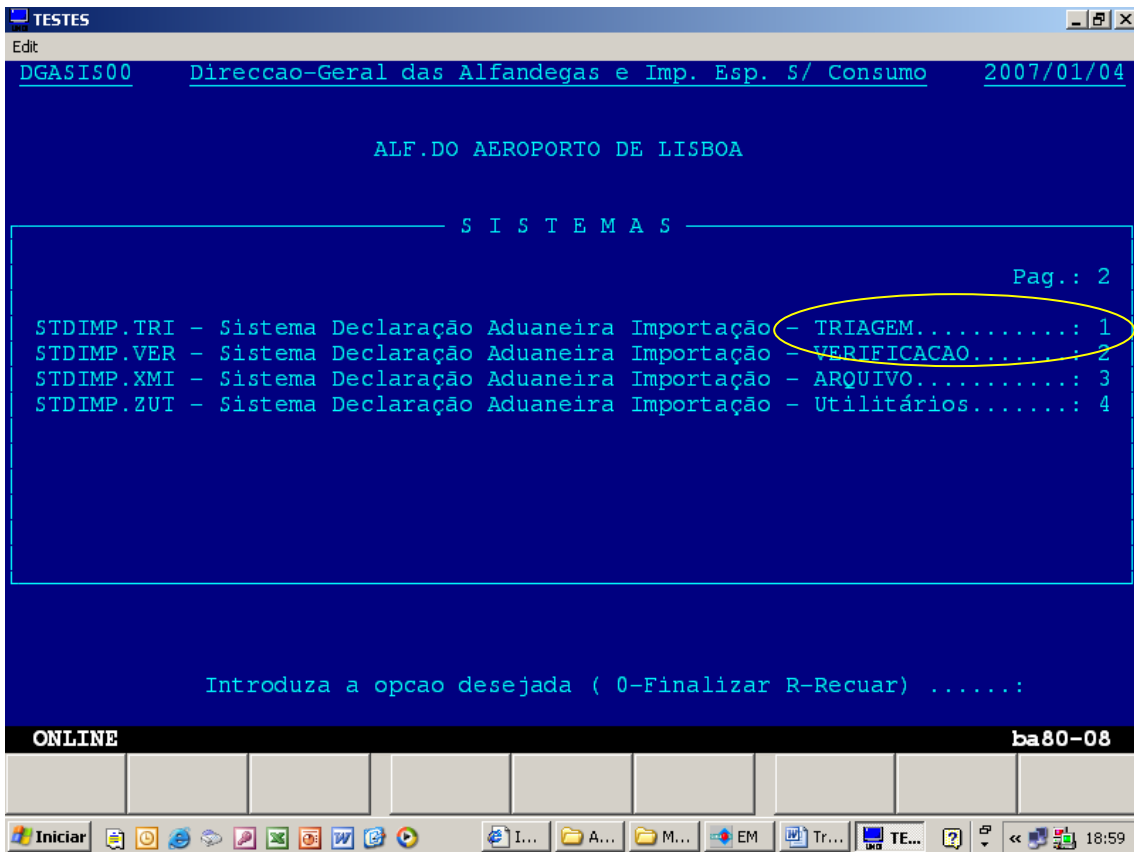 TESTES
Edit
DGASIS00 Direccao-Geral das Alfandegas e Imp. Esp. S/ Consumo 2007/01/04
ALF.DO AEROPORTO DE LISBOA
S I S T E M A S
Pag.: 2
STDIMP.TRI - Sistema Declaração Aduaneira Importação - TRIAGEM...........: 1
STDIMP.VER - Sistema Declaração Aduaneira Importação - VERIFICACAO.......: 2
STDIMP.XMI - Sistema Declaração Aduaneira Importação - ARQUIVO...........: 3
STDIMP.ZUT - Sistema Declaração Aduaneira Importação - Utilitários.......: 4
Introduza a opcao desejada ( 0-Finalizar R-Recuar) ......:
ONLINE ba80-08
Iniciar I... A... M... EM Tr... TE... 18:59